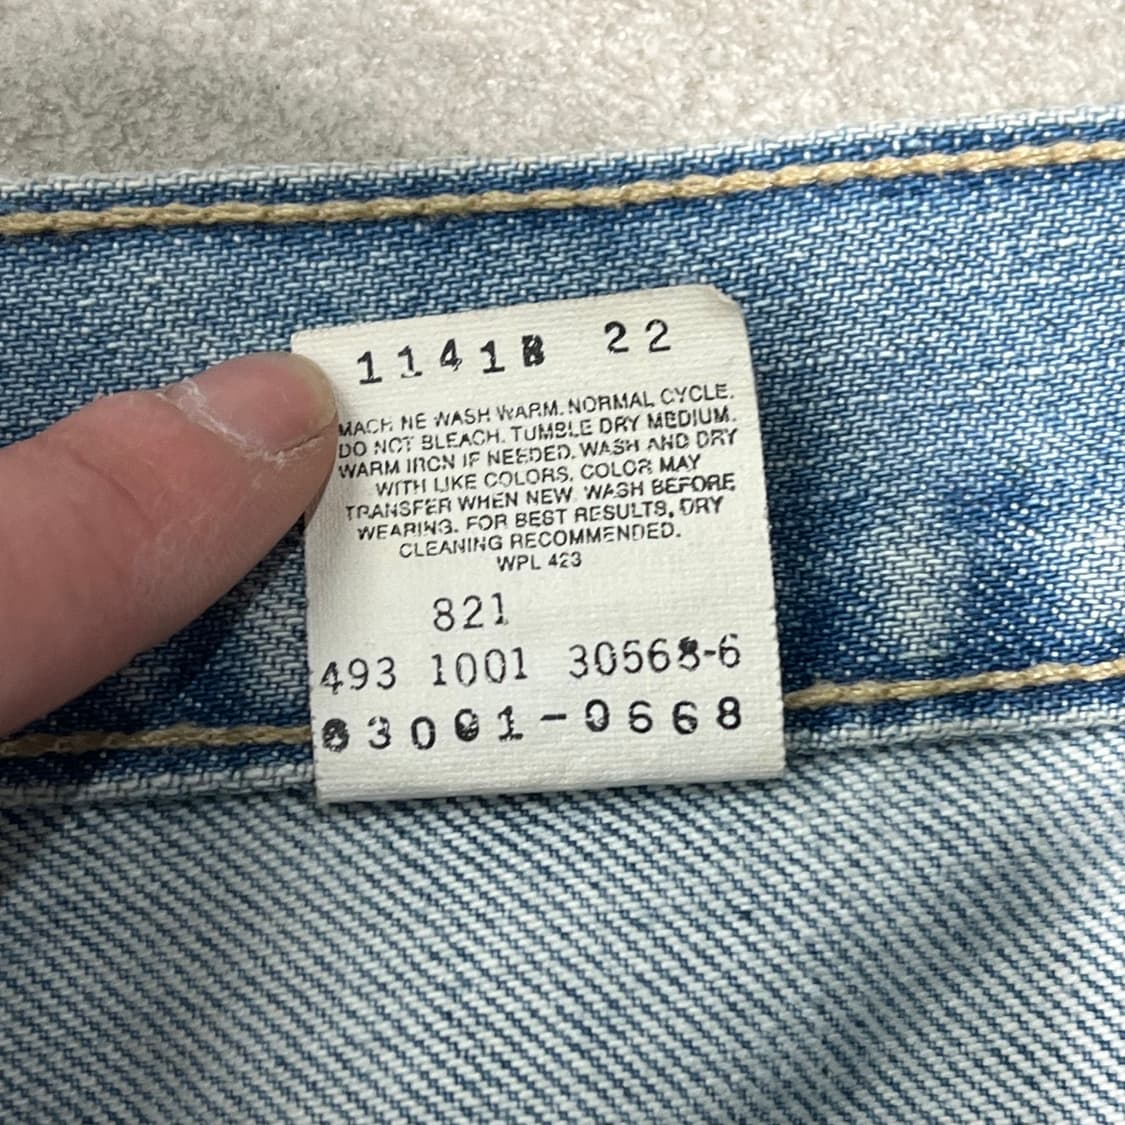 1141B 22
MACHINE WASH WARM. NORMAL CYCLE.
DO NOT BLEACH. TUMBLE DRY MEDIUM.
WARM IRON IF NEEDED. WASH AND DRY
WITH LIKE COLORS. COLOR MAY
TRANSFER WHEN NEW. WASH BEFORE
WEARING. FOR BEST RESULTS, DRY
CLEANING RECOMMENDED.
WPL 423
821
493 1001 30568-6
03001-0668